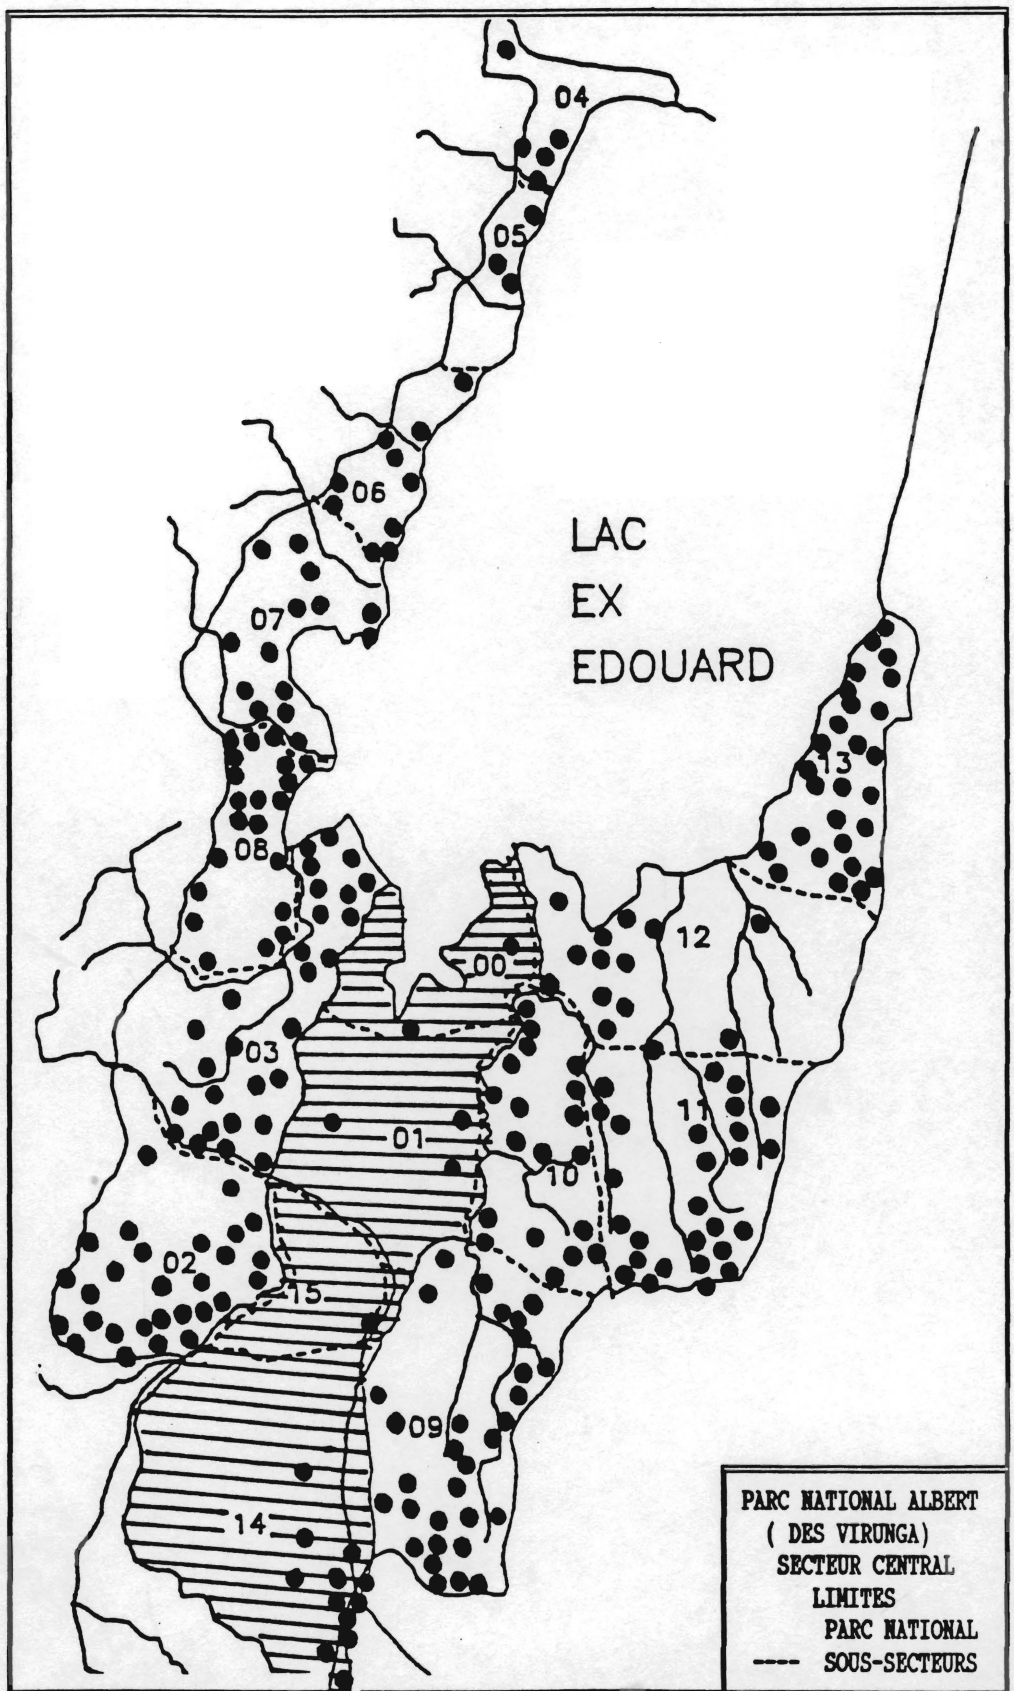 04
05
06
LAC
EX
EDOUARD
07
13
08
12
00
03
11
01
10
02
15
09
14
PARC NATIONAL ALBERT
( DES VIRUNGA)
SECTEUR CENTRAL
LIMITES
PARC NATIONAL
---- SOUS-SECTEURS